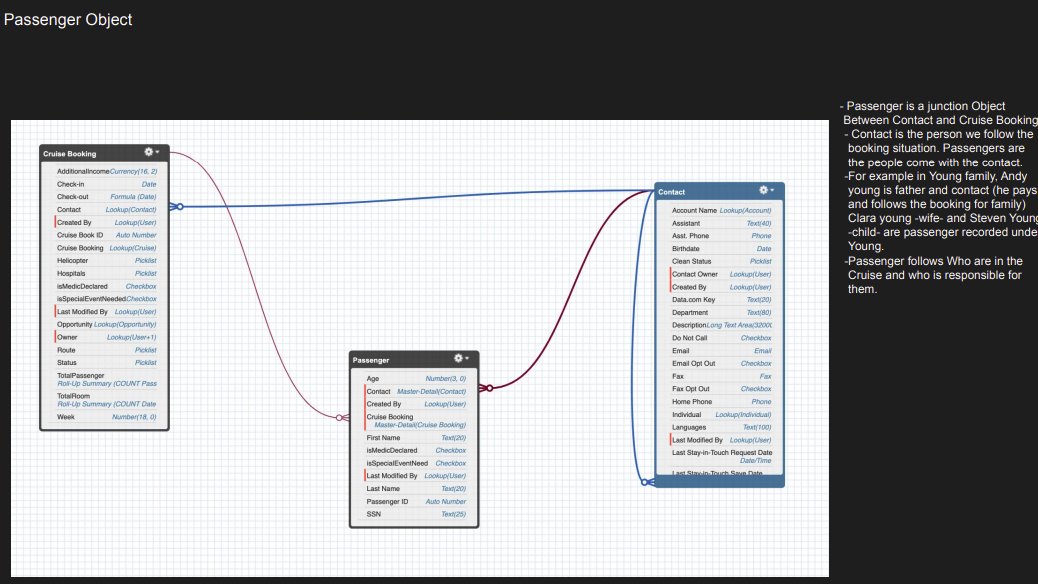 Passenger Object
- Passenger is a junction Object
Between Contact and Cruise Booking
- Contact is the person we follow the
booking situation. Passengers are
the people come with the contact.
-For example in Young family, Andy
young is father and contact (he pays
and follows the booking for family)
Clara young -wife- and Steven Young
-child- are passenger recorded unde
Young.
-Passenger follows Who are in the
Cruise and who is responsible for
them.
Cruise Booking
AdditionalIncome Currency(16, 2)
Check-in Date
Check-out Formula (Date)
Contact Lookup(Contact)
Created By Lookup(User)
Cruise Book ID Auto Number
Cruise Booking Lookup(Cruise)
Helicopter Picklist
Hospitals Picklist
isMedicDeclared Checkbox
isSpecialEventNeeded Checkbox
Last Modified By Lookup(User)
Opportunity Lookup(Opportunity)
Owner Lookup(User+1)
Route Picklist
Status Picklist
TotalPassenger
Roll-Up Summary (COUNT Pass
TotalRoom
Roll-Up Summary (COUNT Date
Week Number(18, 0)
Passenger
Age Number(3, 0)
Contact Master-Detail(Contact)
Created By Lookup(User)
Cruise Booking
Master-Detail(Cruise Booking)
First Name Text(20)
isMedicDeclared Checkbox
isSpecialEventNeed Checkbox
Last Modified By Lookup(User)
Last Name Text(20)
Passenger ID Auto Number
SSN Text(25)
Contact
Account Name Lookup(Account)
Assistant Text(40)
Asst. Phone Phone
Birthdate Date
Clean Status Picklist
Contact Owner Lookup(User)
Created By Lookup(User)
Data.com Key Text(20)
Department Text(80)
Description Long Text Area(32000
Do Not Call Checkbox
Email Email
Email Opt Out Checkbox
Fax Fax
Fax Opt Out Checkbox
Home Phone Phone
Individual Lookup(Individual)
Languages Text(100)
Last Modified By Lookup(User)
Last Stay-in-Touch Request Date
Date/Time
Last Stay-in-Touch Save Date